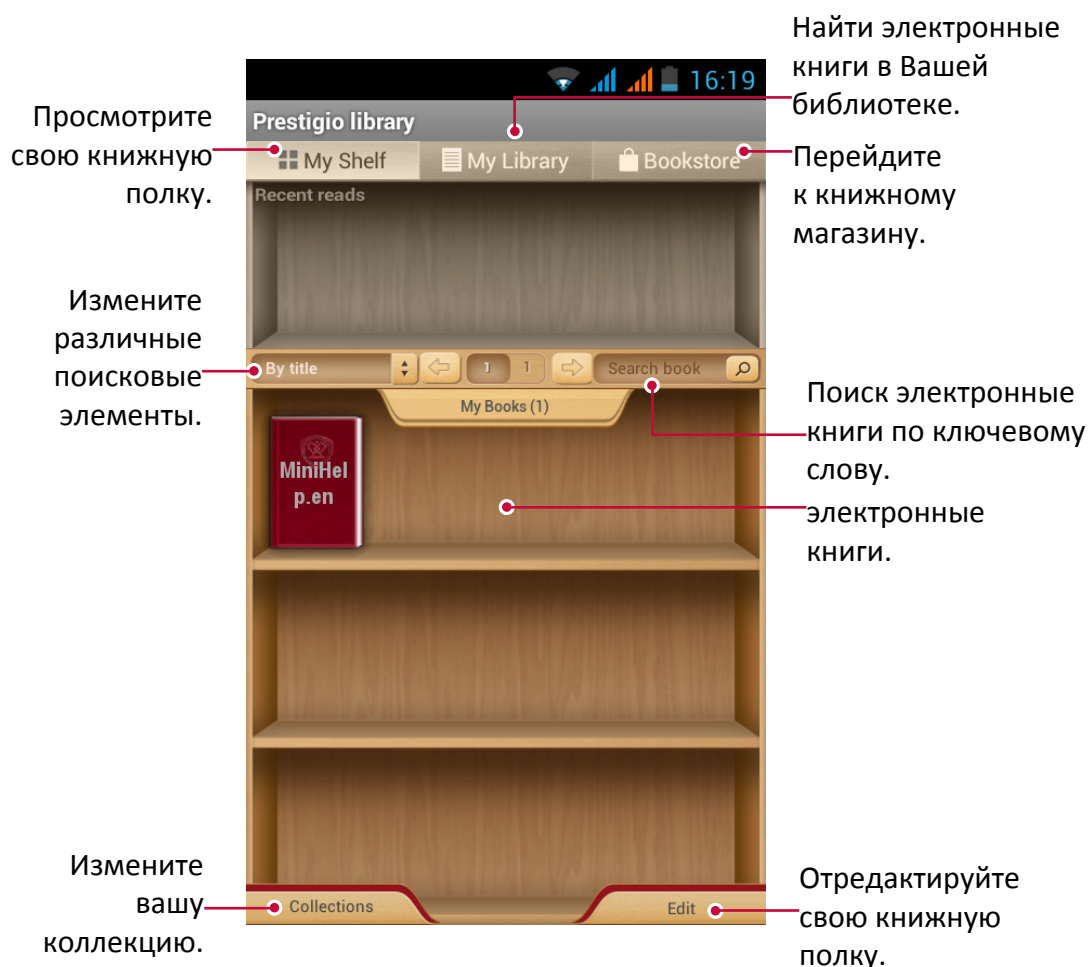 Найти электронные
книги в Вашей
библиотеке.
16:19
Просмотрите
свою книжную
полку.
Prestigio library
My Shelf
My Library
Bookstore
Перейдите
к книжному
магазину.
Recent reads
Измените
различные
поисковые
элементы.
By title
1
1
Search book
My Books (1)
Поиск электронные
книги по ключевому
слову.
MiniHel
p.en
электронные
книги.
Измените
вашу
коллекцию.
Collections
Edit
Отредактируйте
свою книжную
полку.